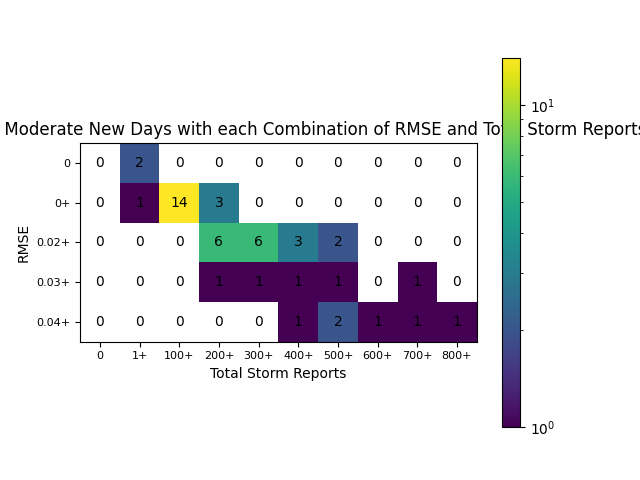 Moderate New Days with each Combination of RMSE and Storm Reports
10¹
0 0 2 0 0 0 0 0 0 0 0
0+ 0 1 14 3 0 0 0 0 0 0
RMSE
0.02+ 0 0 0 6 6 3 2 0 0 0
0.03+ 0 0 0 1 1 1 1 0 1 0
0.04+ 0 0 0 0 0 1 2 1 1 1
0 1+ 100+ 200+ 300+ 400+ 500+ 600+ 700+ 800+
Total Storm Reports
10⁰